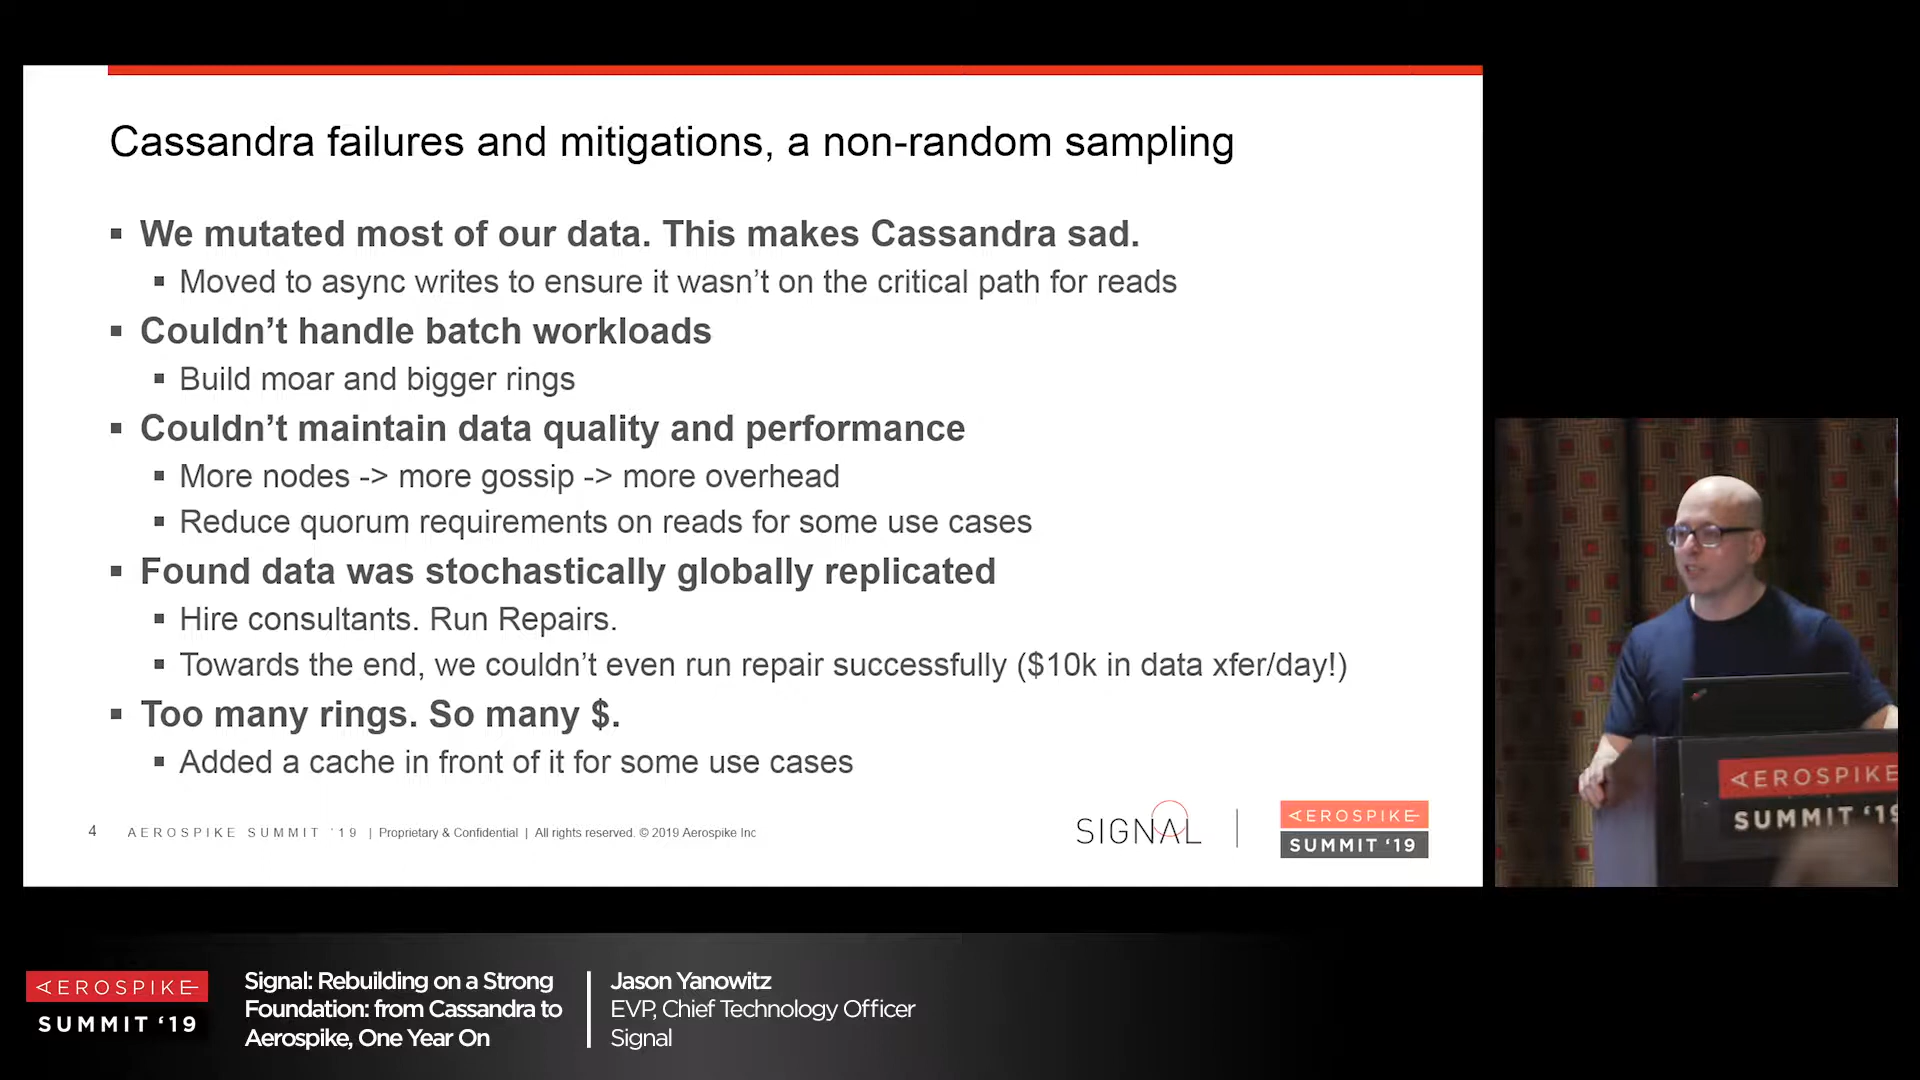 Cassandra failures and mitigations, a non-random sampling
▪ We mutated most of our data. This makes Cassandra sad.
▪ Moved to async writes to ensure it wasn’t on the critical path for reads
▪ Couldn’t handle batch workloads
▪ Build moar and bigger rings
▪ Couldn’t maintain data quality and performance
▪ More nodes -> more gossip -> more overhead
▪ Reduce quorum requirements on reads for some use cases
▪ Found data was stochastically globally replicated
▪ Hire consultants. Run Repairs.
▪ Towards the end, we couldn’t even run repair successfully ($10k in data xfer/day!)
▪ Too many rings. So many $.
▪ Added a cache in front of it for some use cases
4 AEROSPIKE SUMMIT ’19 | Proprietary & Confidential | All rights reserved. © 2019 Aerospike Inc
SIGNAL
AEROSPIKE
SUMMIT ‘19
AEROSPIKE
SUMMIT ‘19
AEROSPIKE
SUMMIT ‘19
Signal: Rebuilding on a Strong
Foundation: from Cassandra to
Aerospike, One Year On
Jason Yanowitz
EVP, Chief Technology Officer
Signal